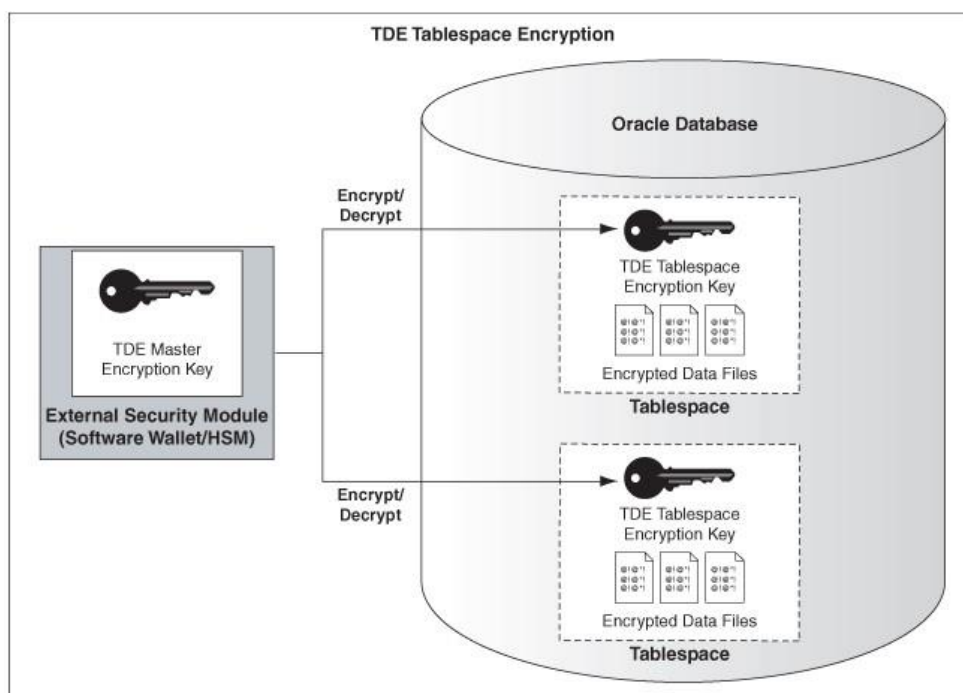 TDE Tablespace Encryption
Oracle Database
Encrypt/
Decrypt
TDE Tablespace
Encryption Key
Encrypted Data Files
Tablespace
TDE Master
Encryption Key
External Security Module
(Software Wallet/HSM)
Encrypt/
Decrypt
TDE Tablespace
Encryption Key
Encrypted Data Files
Tablespace